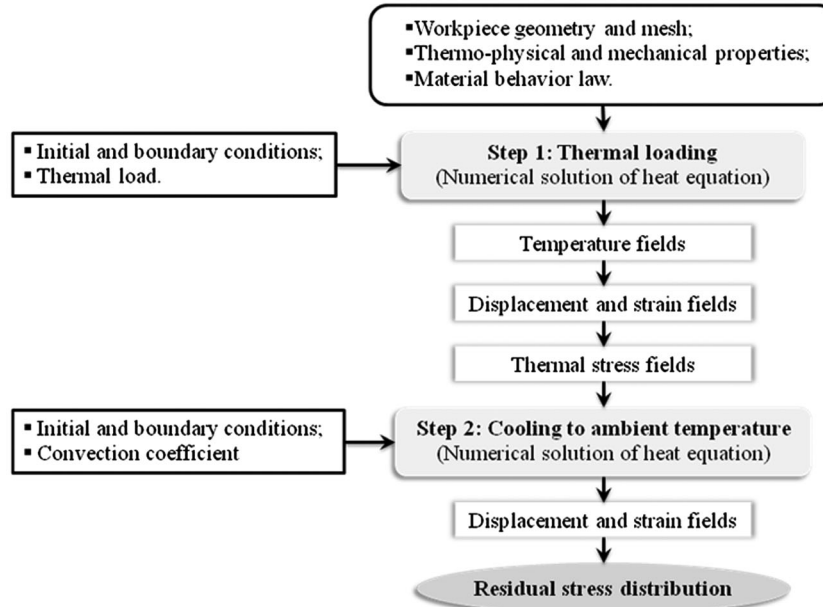 ▪Workpiece geometry and mesh;
▪Thermo-physical and mechanical properties;
▪Material behavior law.
▪ Initial and boundary conditions;
▪ Thermal load.
Step 1: Thermal loading
(Numerical solution of heat equation)
Temperature fields
Displacement and strain fields
Thermal stress fields
▪ Initial and boundary conditions;
▪ Convection coefficient
Step 2: Cooling to ambient temperature
(Numerical solution of heat equation)
Displacement and strain fields
Residual stress distribution